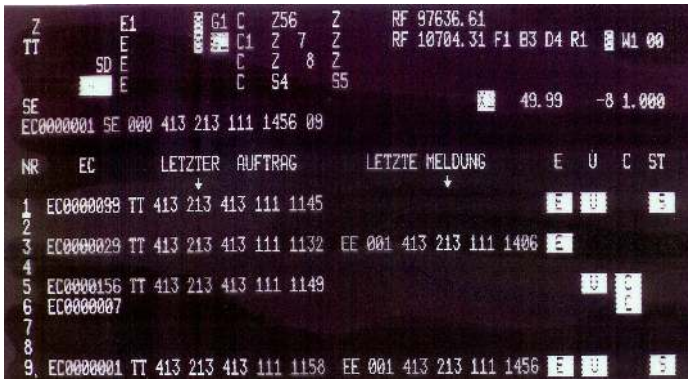 Z E1 G1 C Z56 Z RF 97636.61
TT E C1 Z 7 Z RF 10704.31 F1 B3 D4 R1 W1 00
SD E C Z 8 Z
E C S4 S5
SE 49.99 -8 1.000
EC0000001 SE 000 413 213 111 1456 09
NR EC LETZTER AUFTRAG LETZTE MELDUNG E Ü C ST
1 EC0000099 TT 413 213 413 111 1145 E Ü S
2
3 EC0000029 TT 413 213 413 111 1132 EE 001 413 213 111 1406 E
4
5 EC0000156 TT 413 213 413 111 1149 Ü C
6 EC0000007 C
7
8
9. EC0000001 TT 413 213 413 111 1158 EE 001 413 213 111 1456 E Ü S